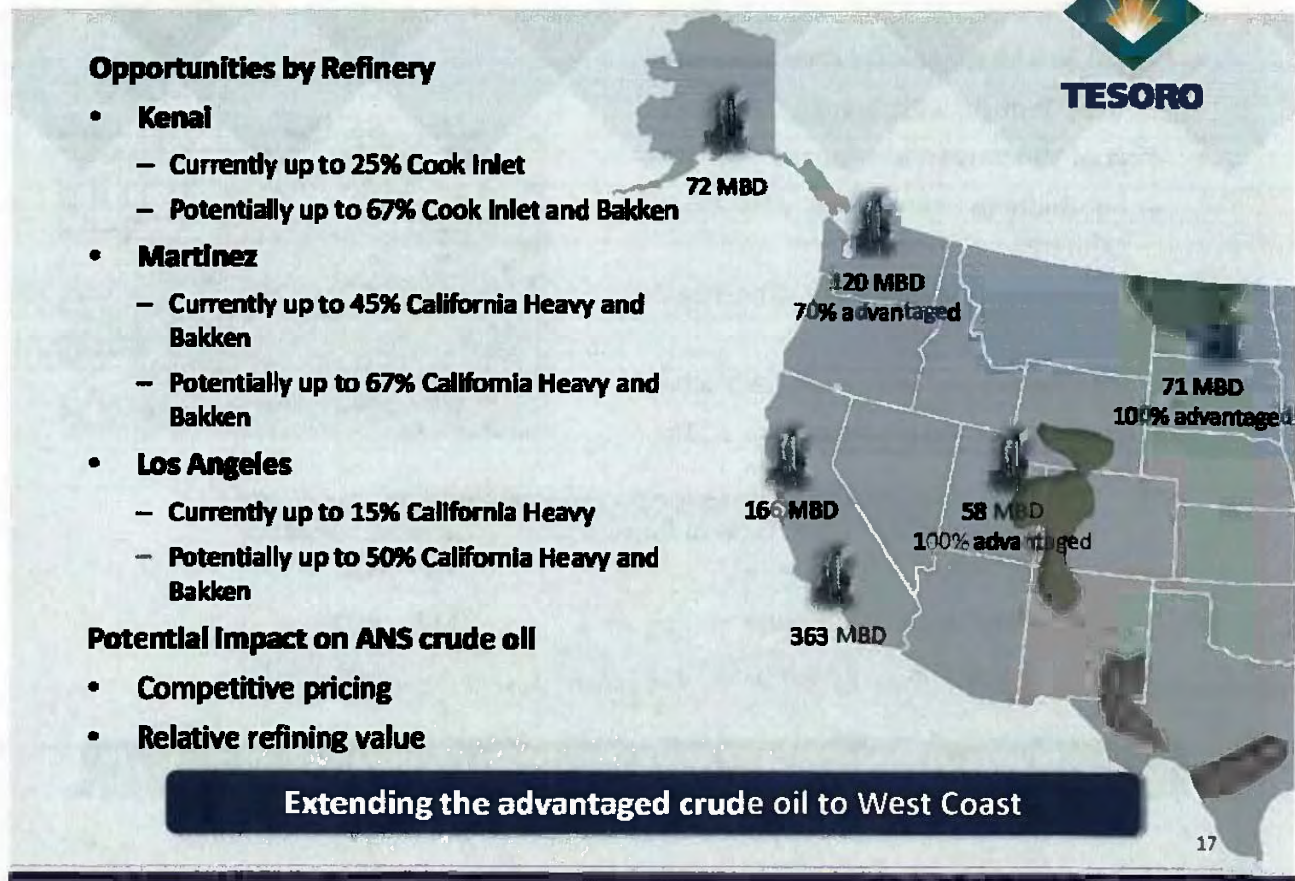 Opportunities by Refinery
• Kenai
– Currently up to 25% Cook Inlet
– Potentially up to 67% Cook Inlet and Bakken
• Martinez
– Currently up to 45% California Heavy and
Bakken
– Potentially up to 67% California Heavy and
Bakken
• Los Angeles
– Currently up to 15% California Heavy
– Potentially up to 50% California Heavy and
Bakken
Potential impact on ANS crude oil
• Competitive pricing
• Relative refining value
TESORO
72 MBD
120 MBD
70% advantaged
71 MBD
100% advantaged
166 MBD
58 MBD
100% advantaged
363 MBD
Extending the advantaged crude oil to West Coast
17